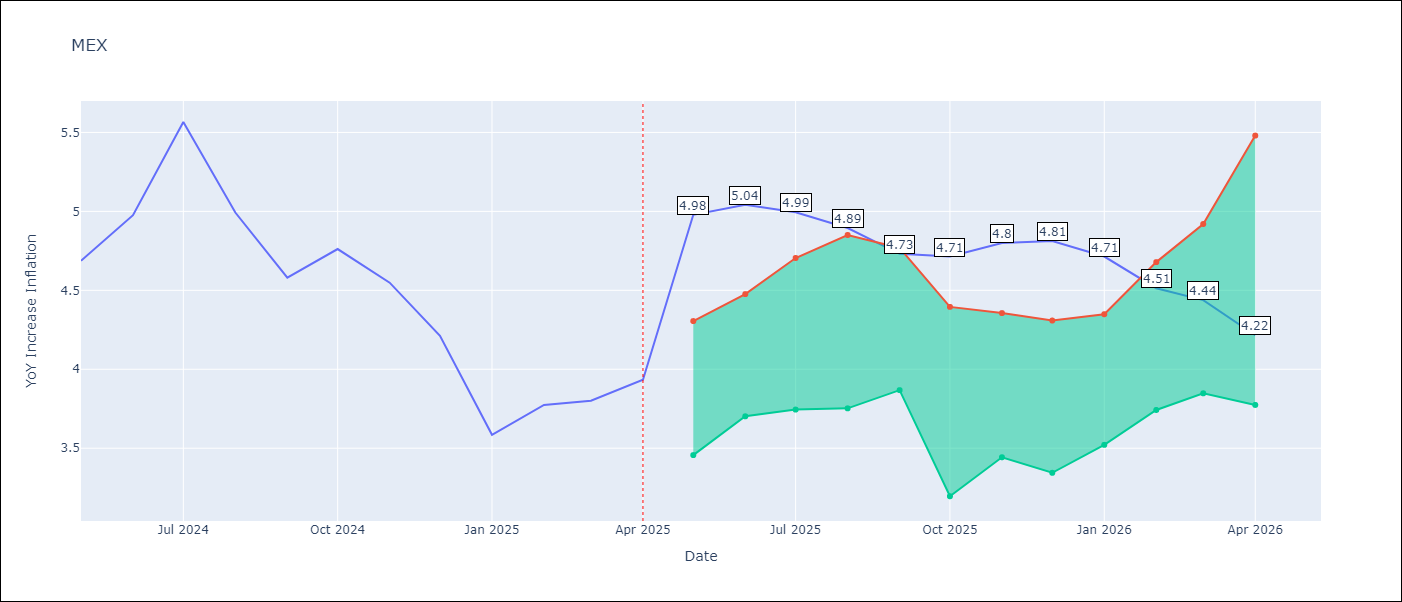 MEX
YoY Increase Inflation
5.5
5
4.5
4
3.5
4.98
5.04
4.99
4.89
4.73
4.71
4.8
4.81
4.71
4.51
4.44
4.22
Jul 2024
Oct 2024
Jan 2025
Apr 2025
Jul 2025
Oct 2025
Jan 2026
Apr 2026
Date